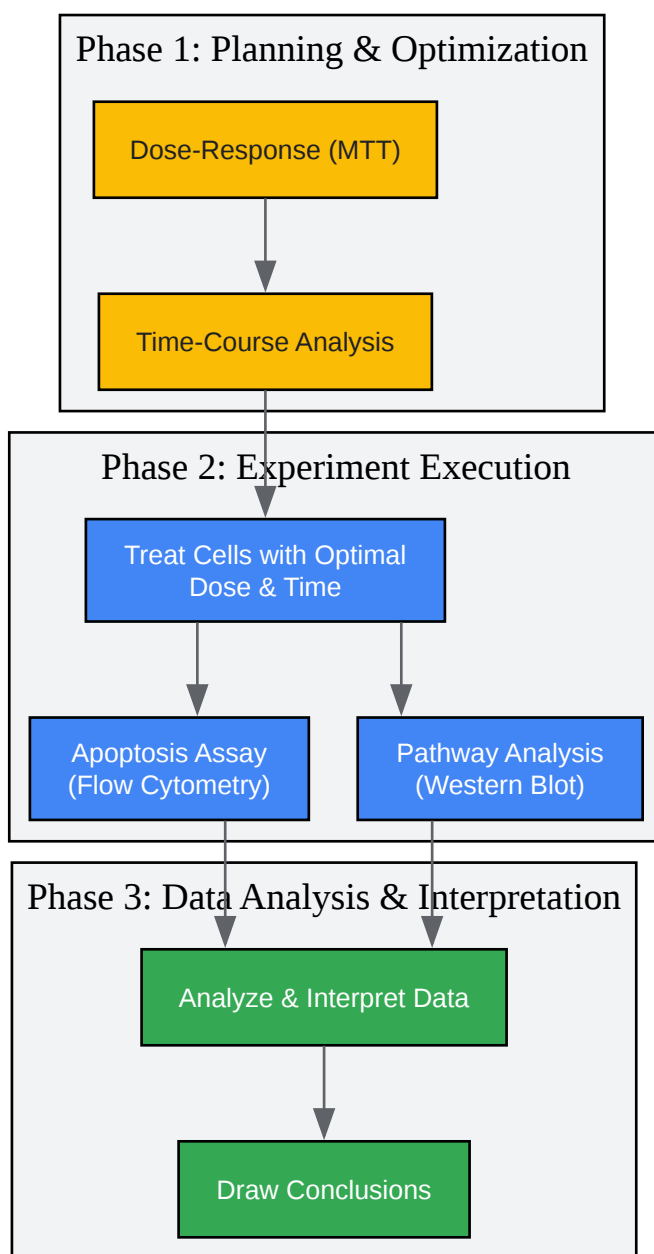 Phase 1: Planning & Optimization
Dose-Response (MTT)
Time-Course Analysis
Phase 2: Experiment Execution
Treat Cells with Optimal
Dose & Time
Apoptosis Assay
(Flow Cytometry)
Pathway Analysis
(Western Blot)
Phase 3: Data Analysis & Interpretation
Analyze & Interpret Data
Draw Conclusions